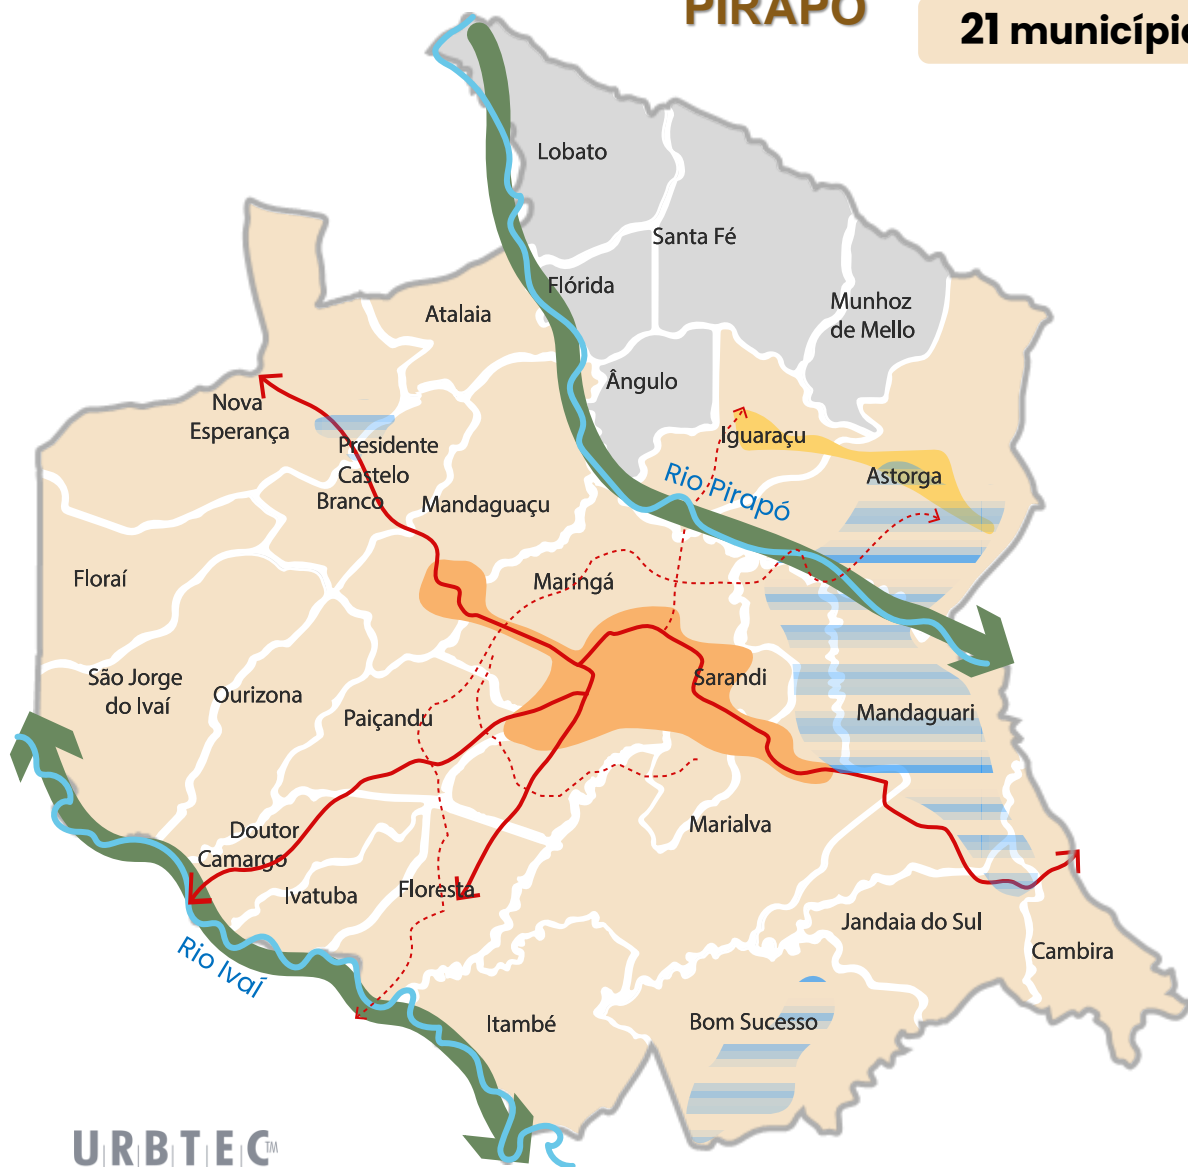 PIRAPÓ
21 municípic
Lobato
Santa Fé
Flórida
Munhoz
de Mello
Atalaia
Ângulo
Nova
Esperança
Iguaraçu
Presidente
Castelo
Branco
Astorga
Rio Pirapó
Mandaguaçu
Floraí
Maringá
São Jorge
do Ivaí
Ourizona
Sarandi
Paiçandu
Mandaguari
Doutor
Camargo
Marialva
Ivatuba
Floresta
Jandaia do Sul
Cambira
Rio Ivaí
Itambé
Bom Sucesso
URBTEC™